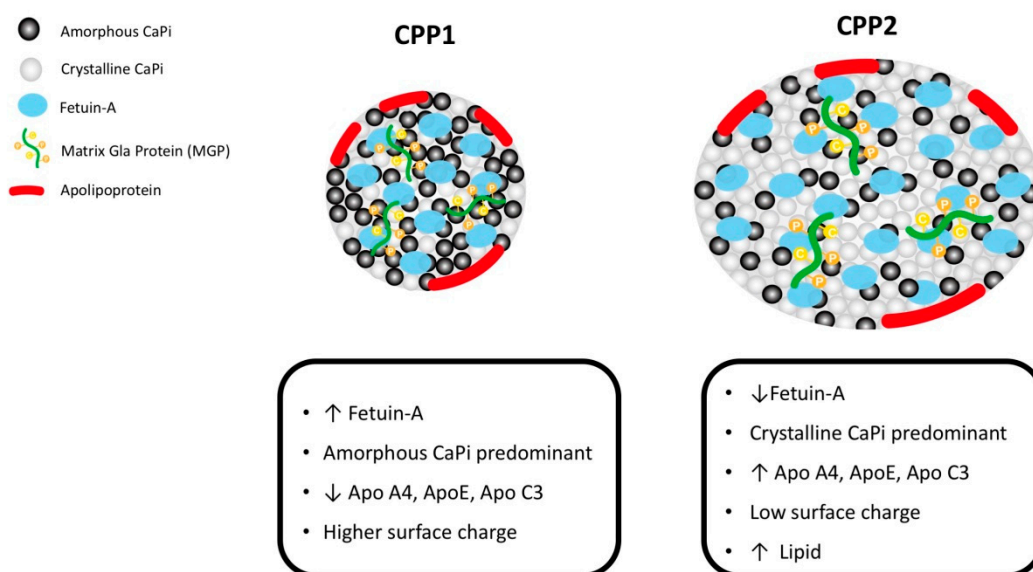 Amorphous CaPi
Crystalline CaPi
Fetuin-A
Matrix Gla Protein (MGP)
Apolipoprotein
CPP1
C
P
P
C
P
P
P
P
C
P
C
P
C
P
C
P
CPP2
P
C
P
C
P
P
C
P
C
P
P
P
C
C
P
• ↑ Fetuin-A
• Amorphous CaPi predominant
• ↓ Apo A4, ApoE, Apo C3
• Higher surface charge
• ↓Fetuin-A
• Crystalline CaPi predominant
• ↑ Apo A4, ApoE, Apo C3
• Low surface charge
• ↑ Lipid